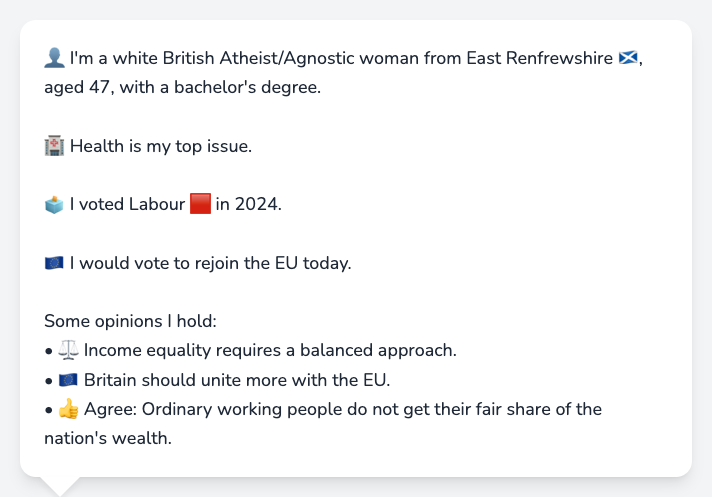 👤 I'm a white British Atheist/Agnostic woman from East Renfrewshire 🏴󠁧󠁢󠁳󠁣󠁴󠁿,
aged 47, with a bachelor's degree.
🏥 Health is my top issue.
🗳️ I voted Labour 🟥 in 2024.
🇪🇺 I would vote to rejoin the EU today.
Some opinions I hold:
• ⚖️ Income equality requires a balanced approach.
• 🇪🇺 Britain should unite more with the EU.
• 👍 Agree: Ordinary working people do not get their fair share of the
nation's wealth.